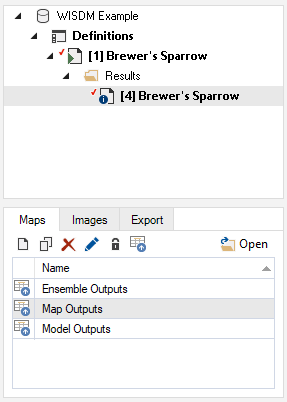 WISDM Example
Definitions
[1] Brewer's Sparrow
Results
[4] Brewer's Sparrow
Maps Images Export
Open
Name
Ensemble Outputs
Map Outputs
Model Outputs